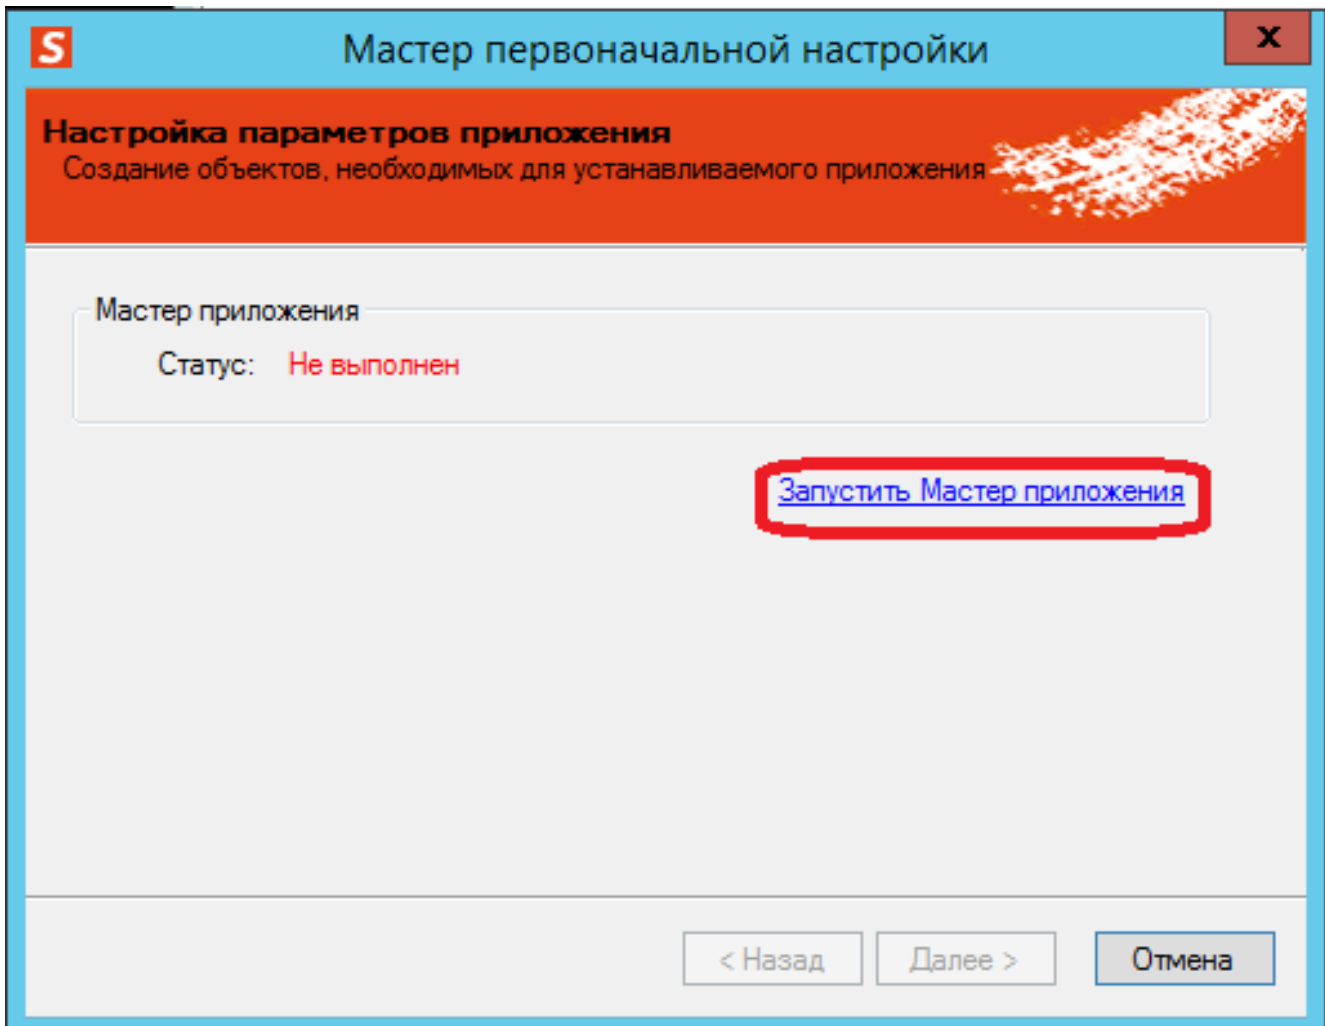 S
Мастер первоначальной настройки
x
Настройка параметров приложения
Создание объектов, необходимых для устанавливаемого приложения
Мастер приложения
Статус: Не выполнен
Запустить Мастер приложения
< Назад
Далее >
Отмена